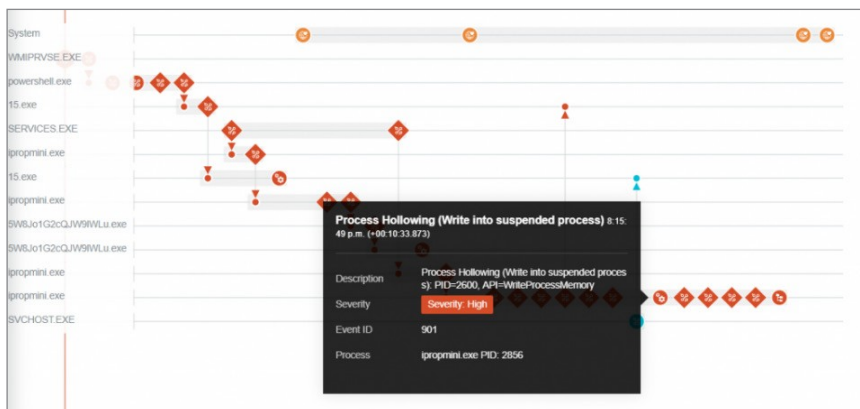 System
WMIPRVSE.EXE
powershell.exe
15.exe
SERVICES.EXE
ipropmini.exe
15.exe
ipropmini.exe
5W8Jo1G2cQJW9IWLu.exe
5W8Jo1G2cQJW9IWLu.exe
ipropmini.exe
ipropmini.exe
SVCHOST.EXE
Process Hollowing (Write into suspended process) 8:15:
49 p.m. (+00:10:33.873)
Description
Process Hollowing (Write into suspended proces
s): PID=2600, API=WriteProcessMemory
Severity
Severity: High
Event ID
901
Process
ipropmini.exe PID: 2856